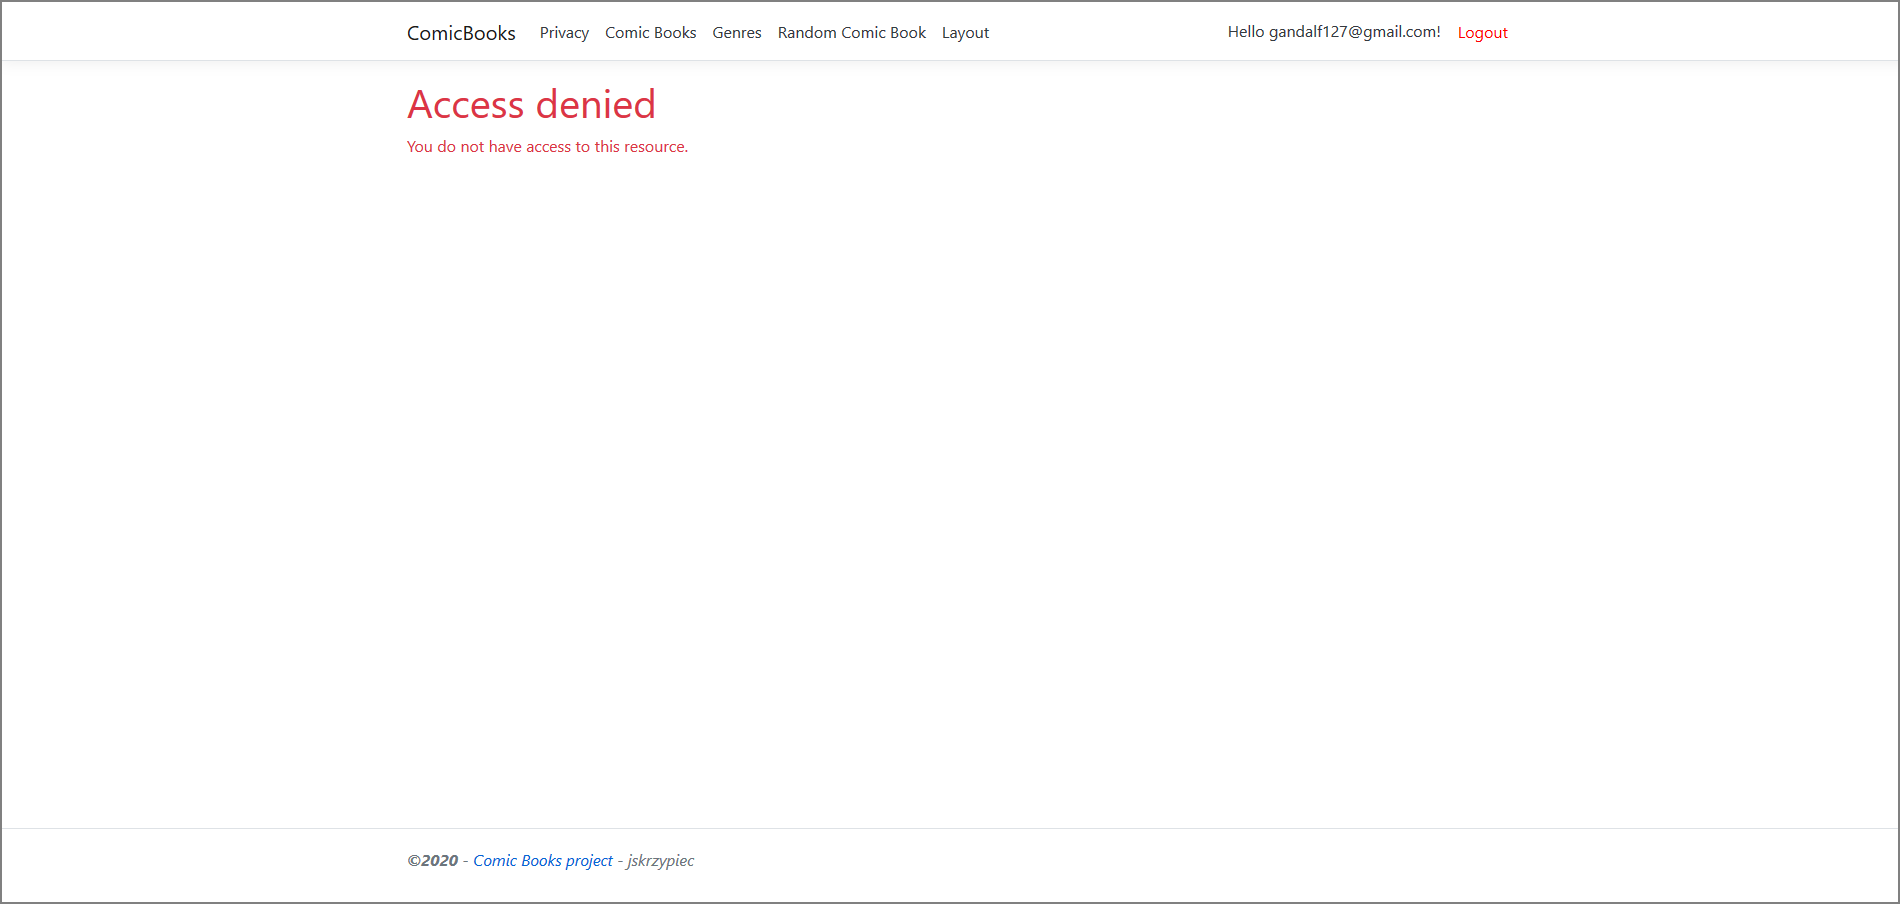 ComicBooks Privacy Comic Books Genres Random Comic Book Layout Hello gandalf127@gmail.com! Logout
Access denied
You do not have access to this resource.
©2020 - Comic Books project - jskrzypiec